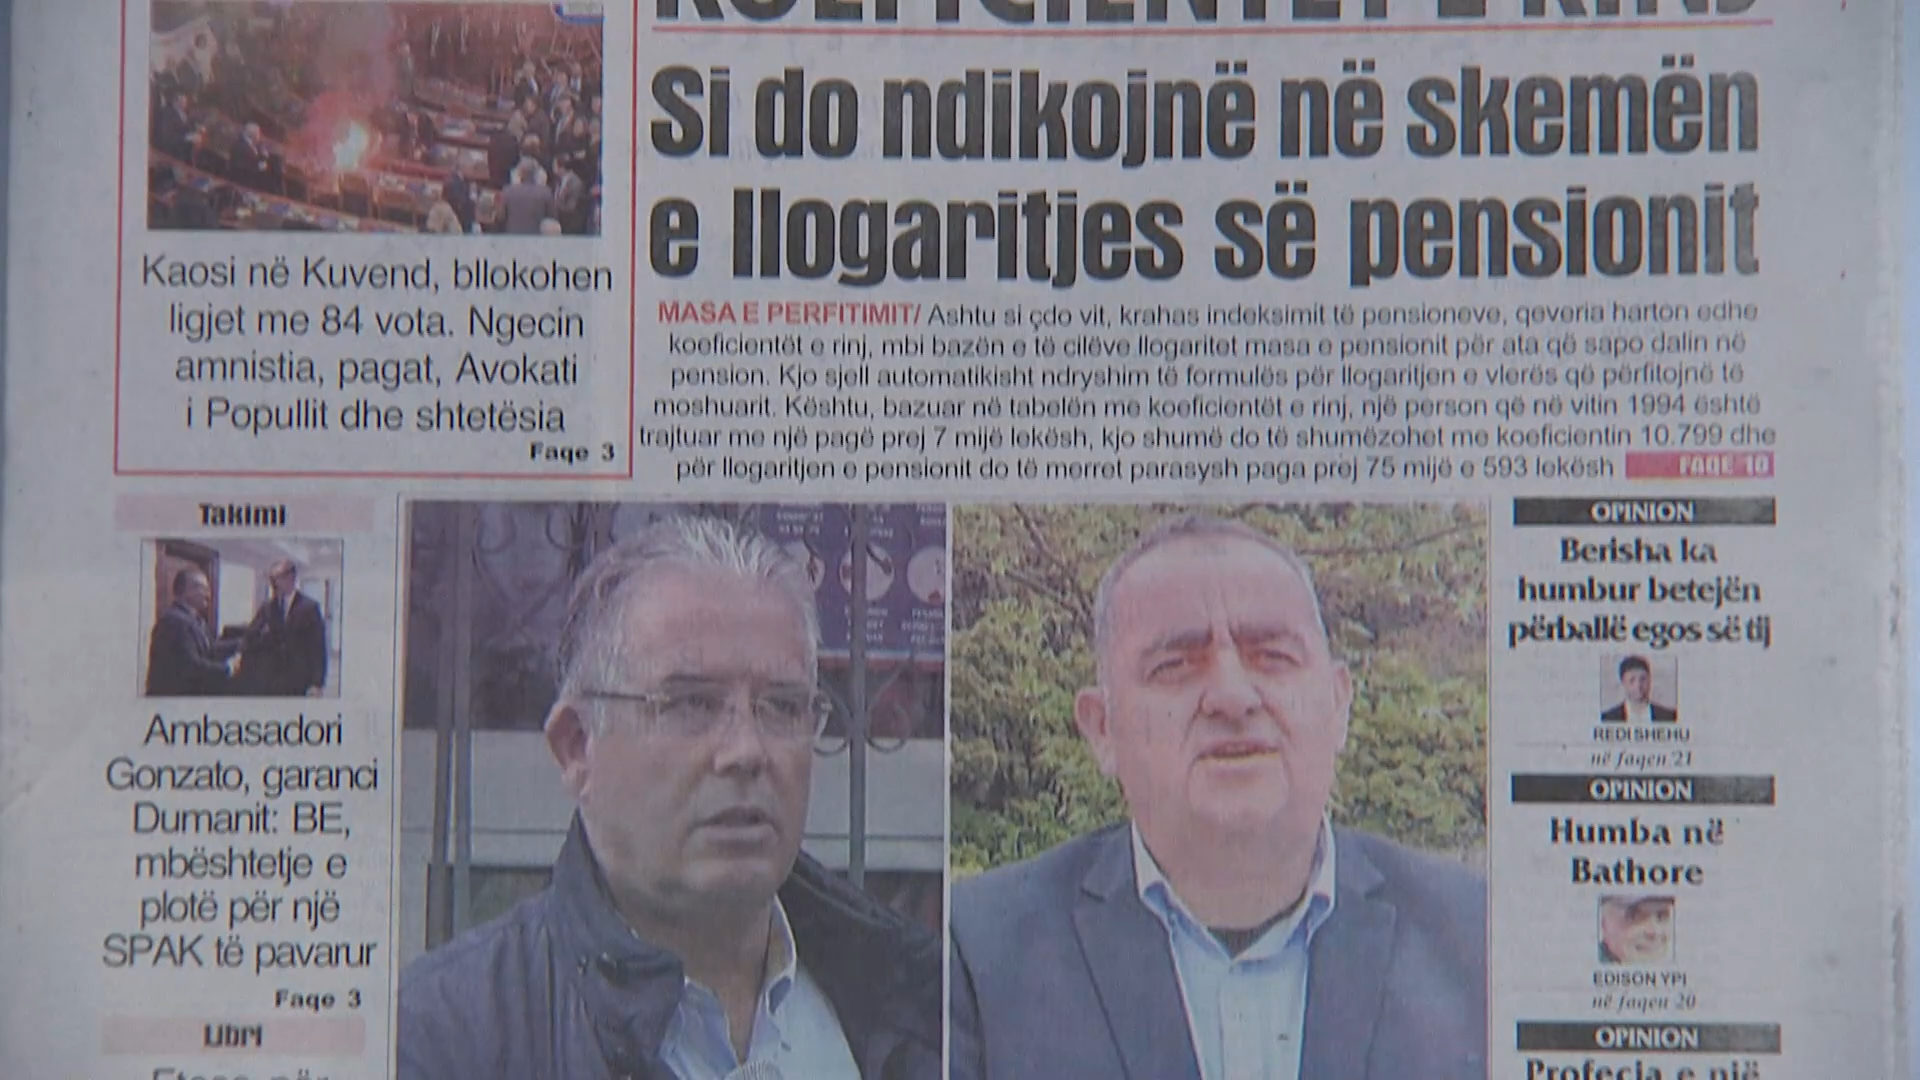 KOEFICIENTËT E RINJ
Si do ndikojnë në skemën
e llogaritjes së pensionit
MASA E PERFITIMIT/ Ashtu si çdo vit, krahas indeksimit të pensioneve, qeveria harton edhe
koeficientët e rinj, mbi bazën e të cilëve llogaritet masa e pensionit për ata që sapo dalin në
pension. Kjo sjell automatikisht ndryshim të formulës për llogaritjen e vlerës që përfitojnë të
moshuarit. Kështu, bazuar në tabelën me koeficientët e rinj, një person që në vitin 1994 është
trajtuar me një pagë prej 7 mijë lekësh, kjo shumë do të shumëzohet me koeficientin 10.799 dhe
për llogaritjen e pensionit do të merret parasysh paga prej 75 mijë e 593 lekësh FAQE 10
Kaosi në Kuvend, bllokohen
ligjet me 84 vota. Ngecin
amnistia, pagat, Avokati
i Popullit dhe shtetësia
Faqe 3
Takimi
Ambasadori
Gonzato, garanci
Dumanit: BE,
mbështetje e
plotë për një
SPAK të pavarur
Faqe 3
Libri
OPINION
Berisha ka
humbur betejën
përballë egos së tij
REDI SHEHU
në faqen 21
OPINION
Humba në
Bathore
EDISON YPI
në faqen 20
OPINION
Profecia e një